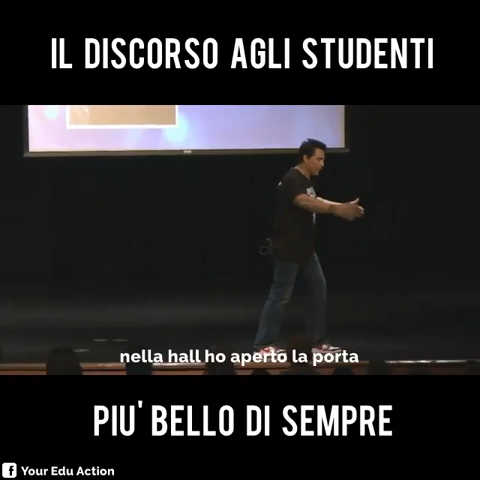 IL DISCORSO AGLI STUDENTI
nella hall ho aperto la porta
PIU' BELLO DI SEMPRE
f Your Edu Action